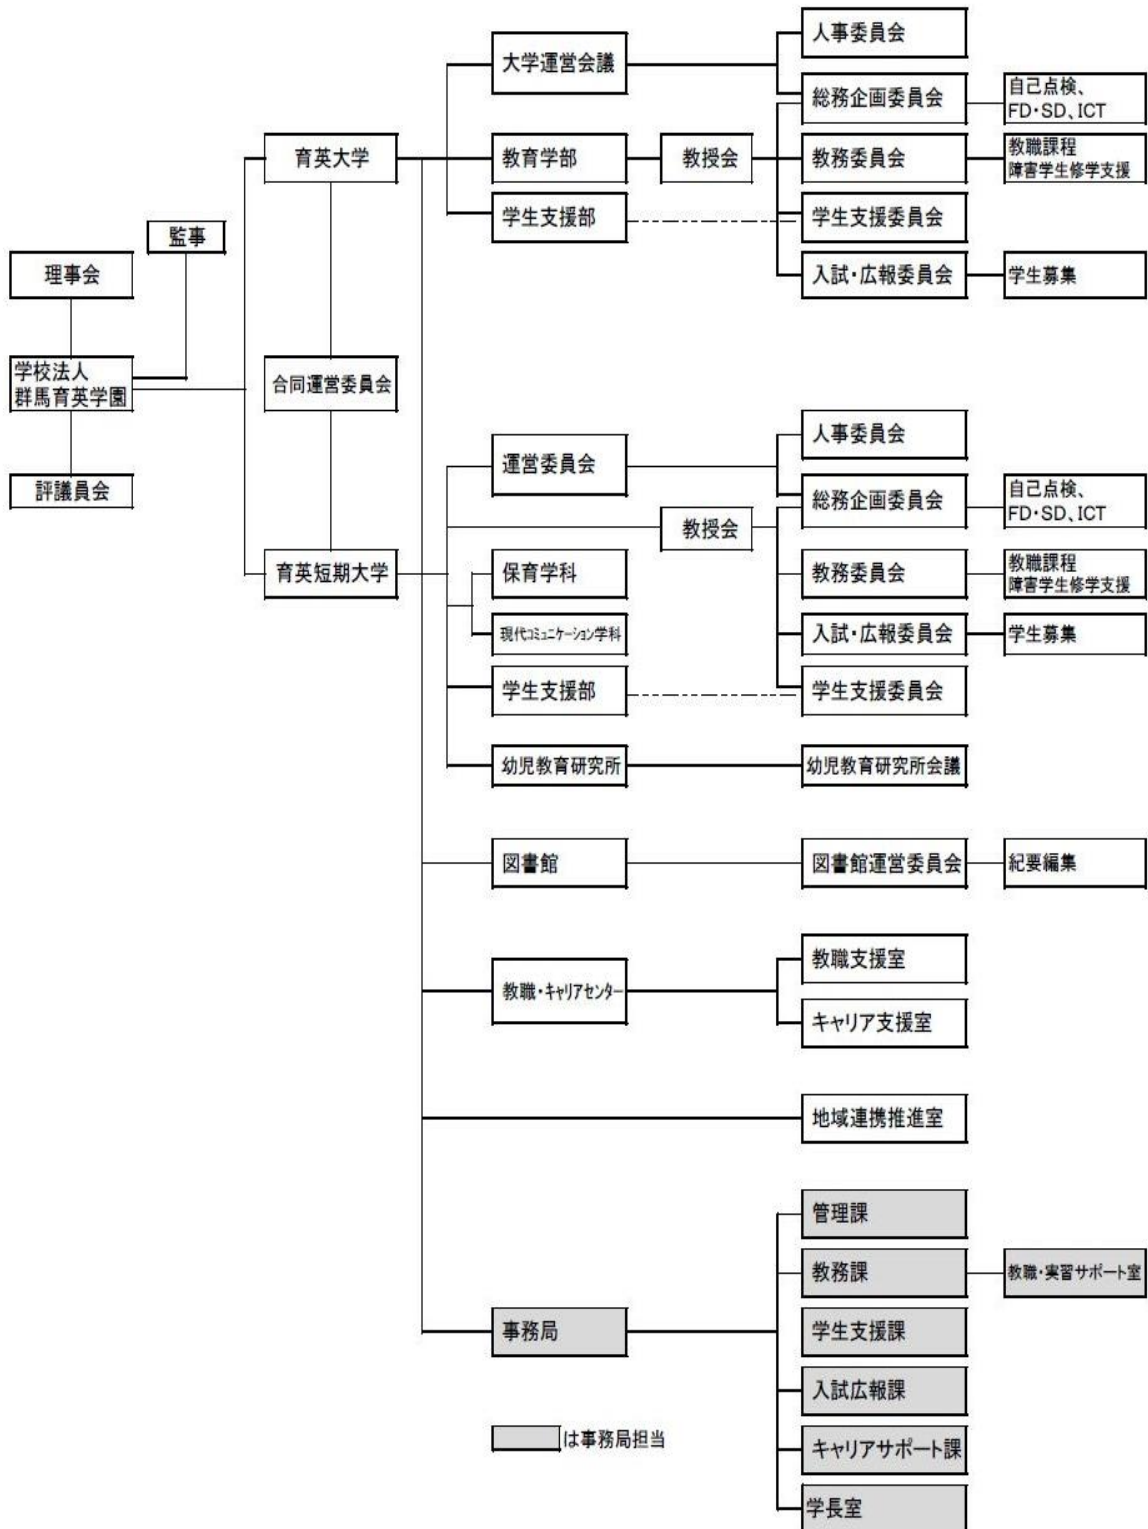 人事委員会
大学運営会議
総務企画委員会
自己点検、
FD・SD、ICT
育英大学
教育学部
教授会
教務委員会
教職課程
障害学生修学支援
学生支援部
学生支援委員会
監事
理事会
入試・広報委員会
学生募集
学校法人
群馬育英学園
合同運営委員会
人事委員会
運営委員会
評議員会
総務企画委員会
自己点検、
FD・SD、ICT
教授会
育英短期大学
保育学科
教務委員会
教職課程
障害学生修学支援
現代コミュニケーション学科
入試・広報委員会
学生募集
学生支援部
学生支援委員会
幼児教育研究所
幼児教育研究所会議
図書館
図書館運営委員会
紀要編集
教職支援室
教職・キャリアセンター
キャリア支援室
地域連携推進室
管理課
教務課
教職・実習サポート室
事務局
学生支援課
入試広報課
は事務局担当
キャリアサポート課
学長室